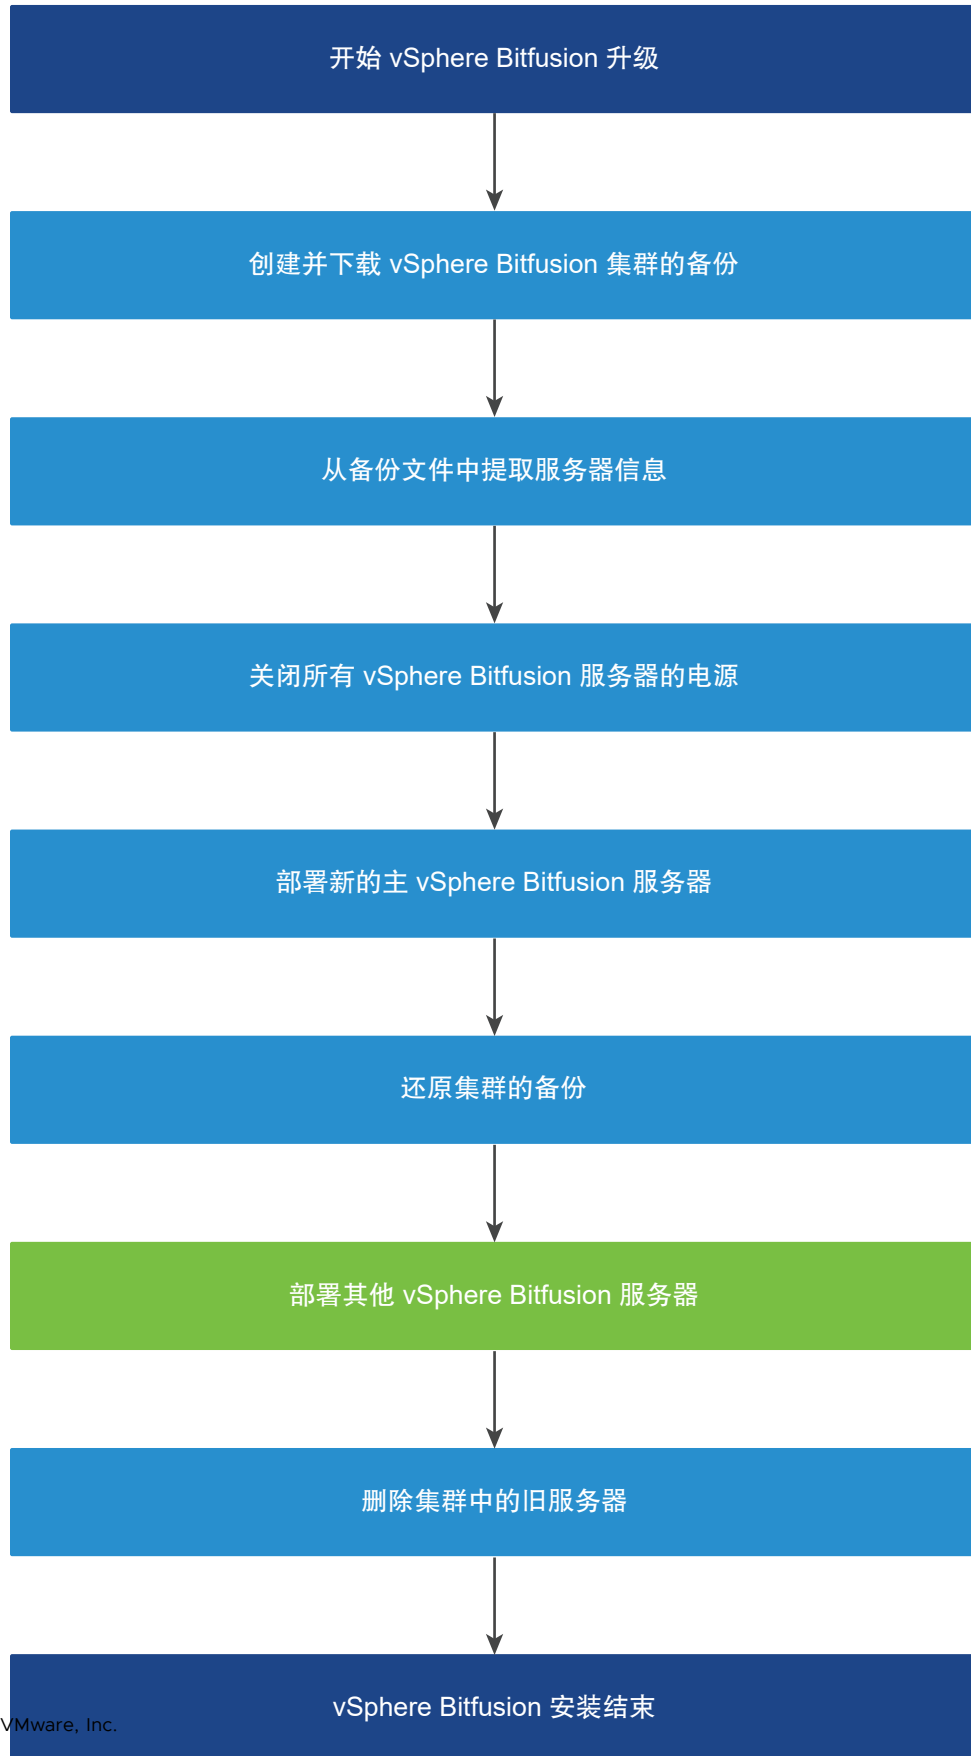 开始 vSphere Bitfusion 升级
创建并下载 vSphere Bitfusion 集群的备份
从备份文件中提取服务器信息
关闭所有 vSphere Bitfusion 服务器的电源
部署新的主 vSphere Bitfusion 服务器
还原集群的备份
部署其他 vSphere Bitfusion 服务器
删除集群中的旧服务器
vSphere Bitfusion 安装结束
VMware, Inc.